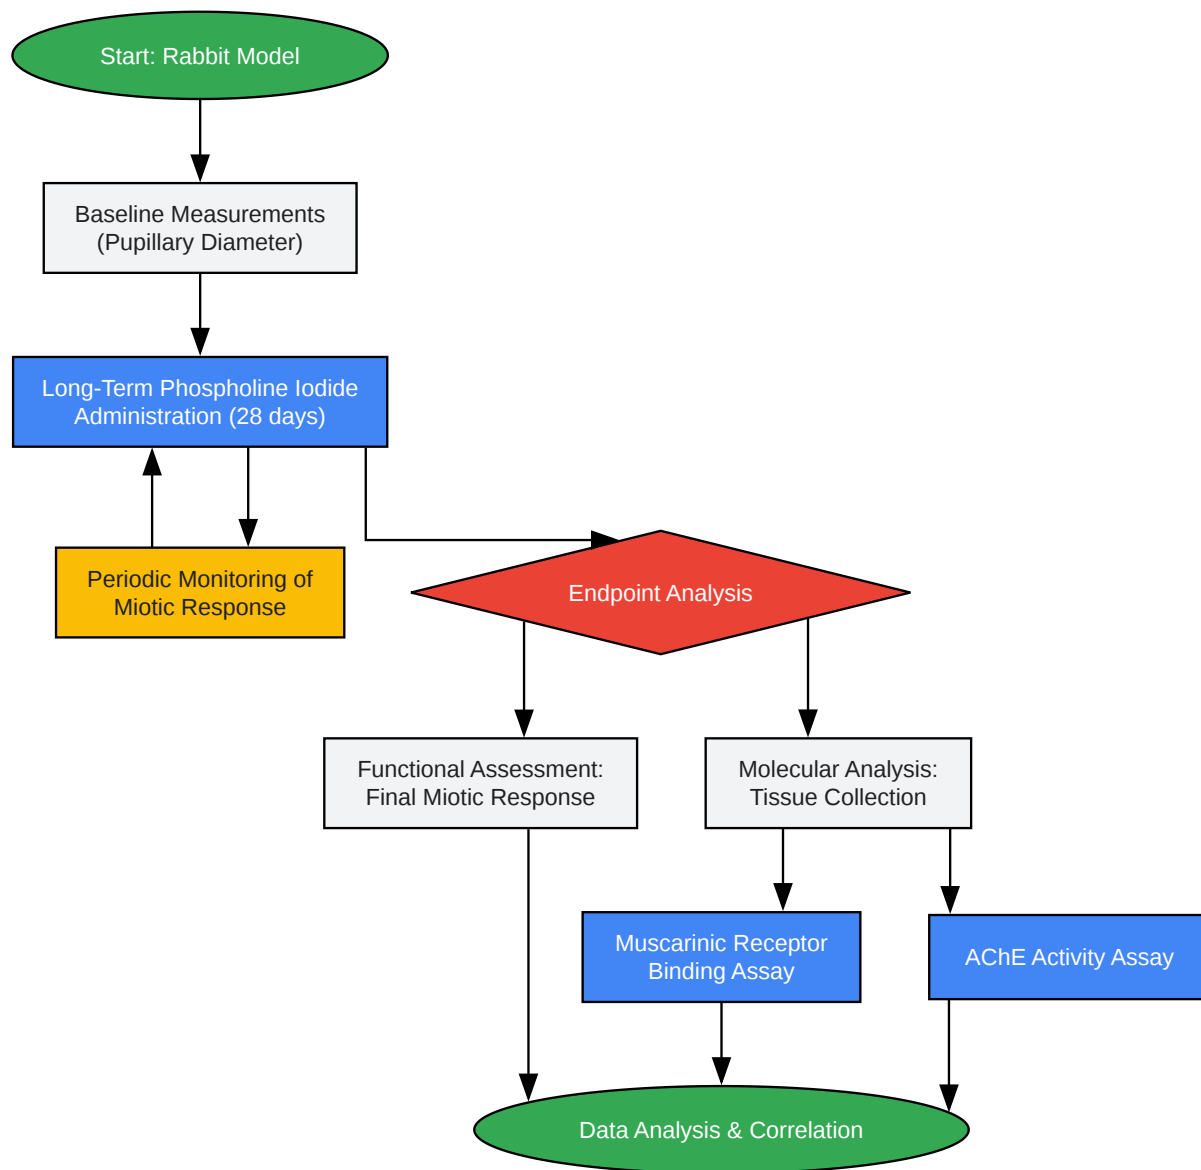 Start: Rabbit Model
Baseline Measurements
(Pupillary Diameter)
Long-Term Phospholine Iodide
Administration (28 days)
Periodic Monitoring of
Miotic Response
Endpoint Analysis
Functional Assessment:
Final Miotic Response
Molecular Analysis:
Tissue Collection
Muscarinic Receptor
Binding Assay
AChE Activity Assay
Data Analysis & Correlation